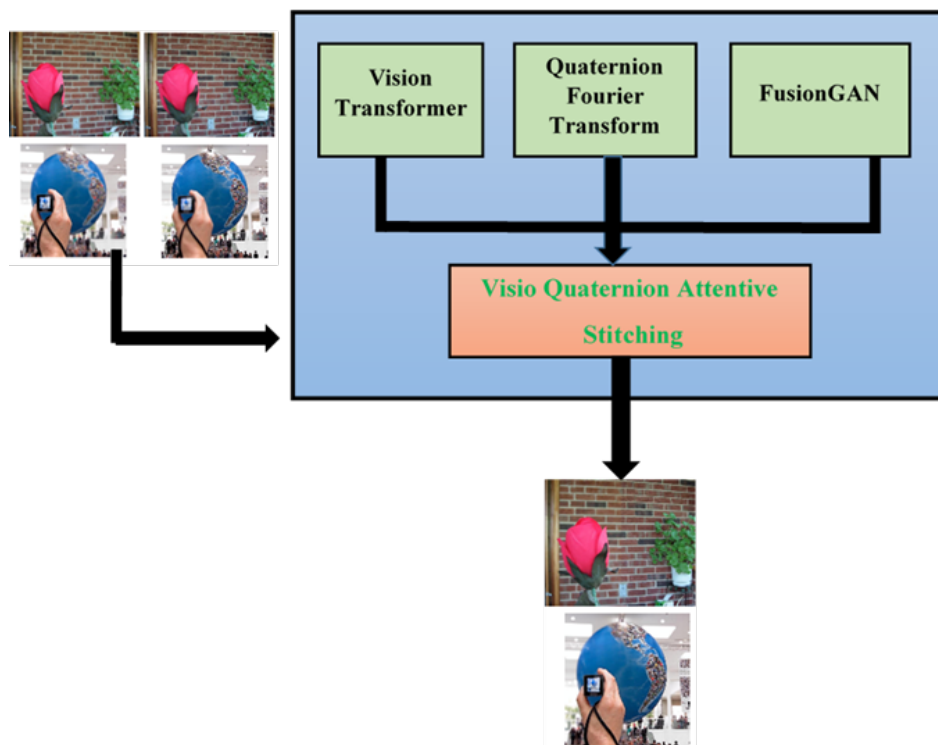 Vision
Transformer
Quaternion
Fourier
Transform
FusionGAN
Visio Quaternion Attentive
Stitching